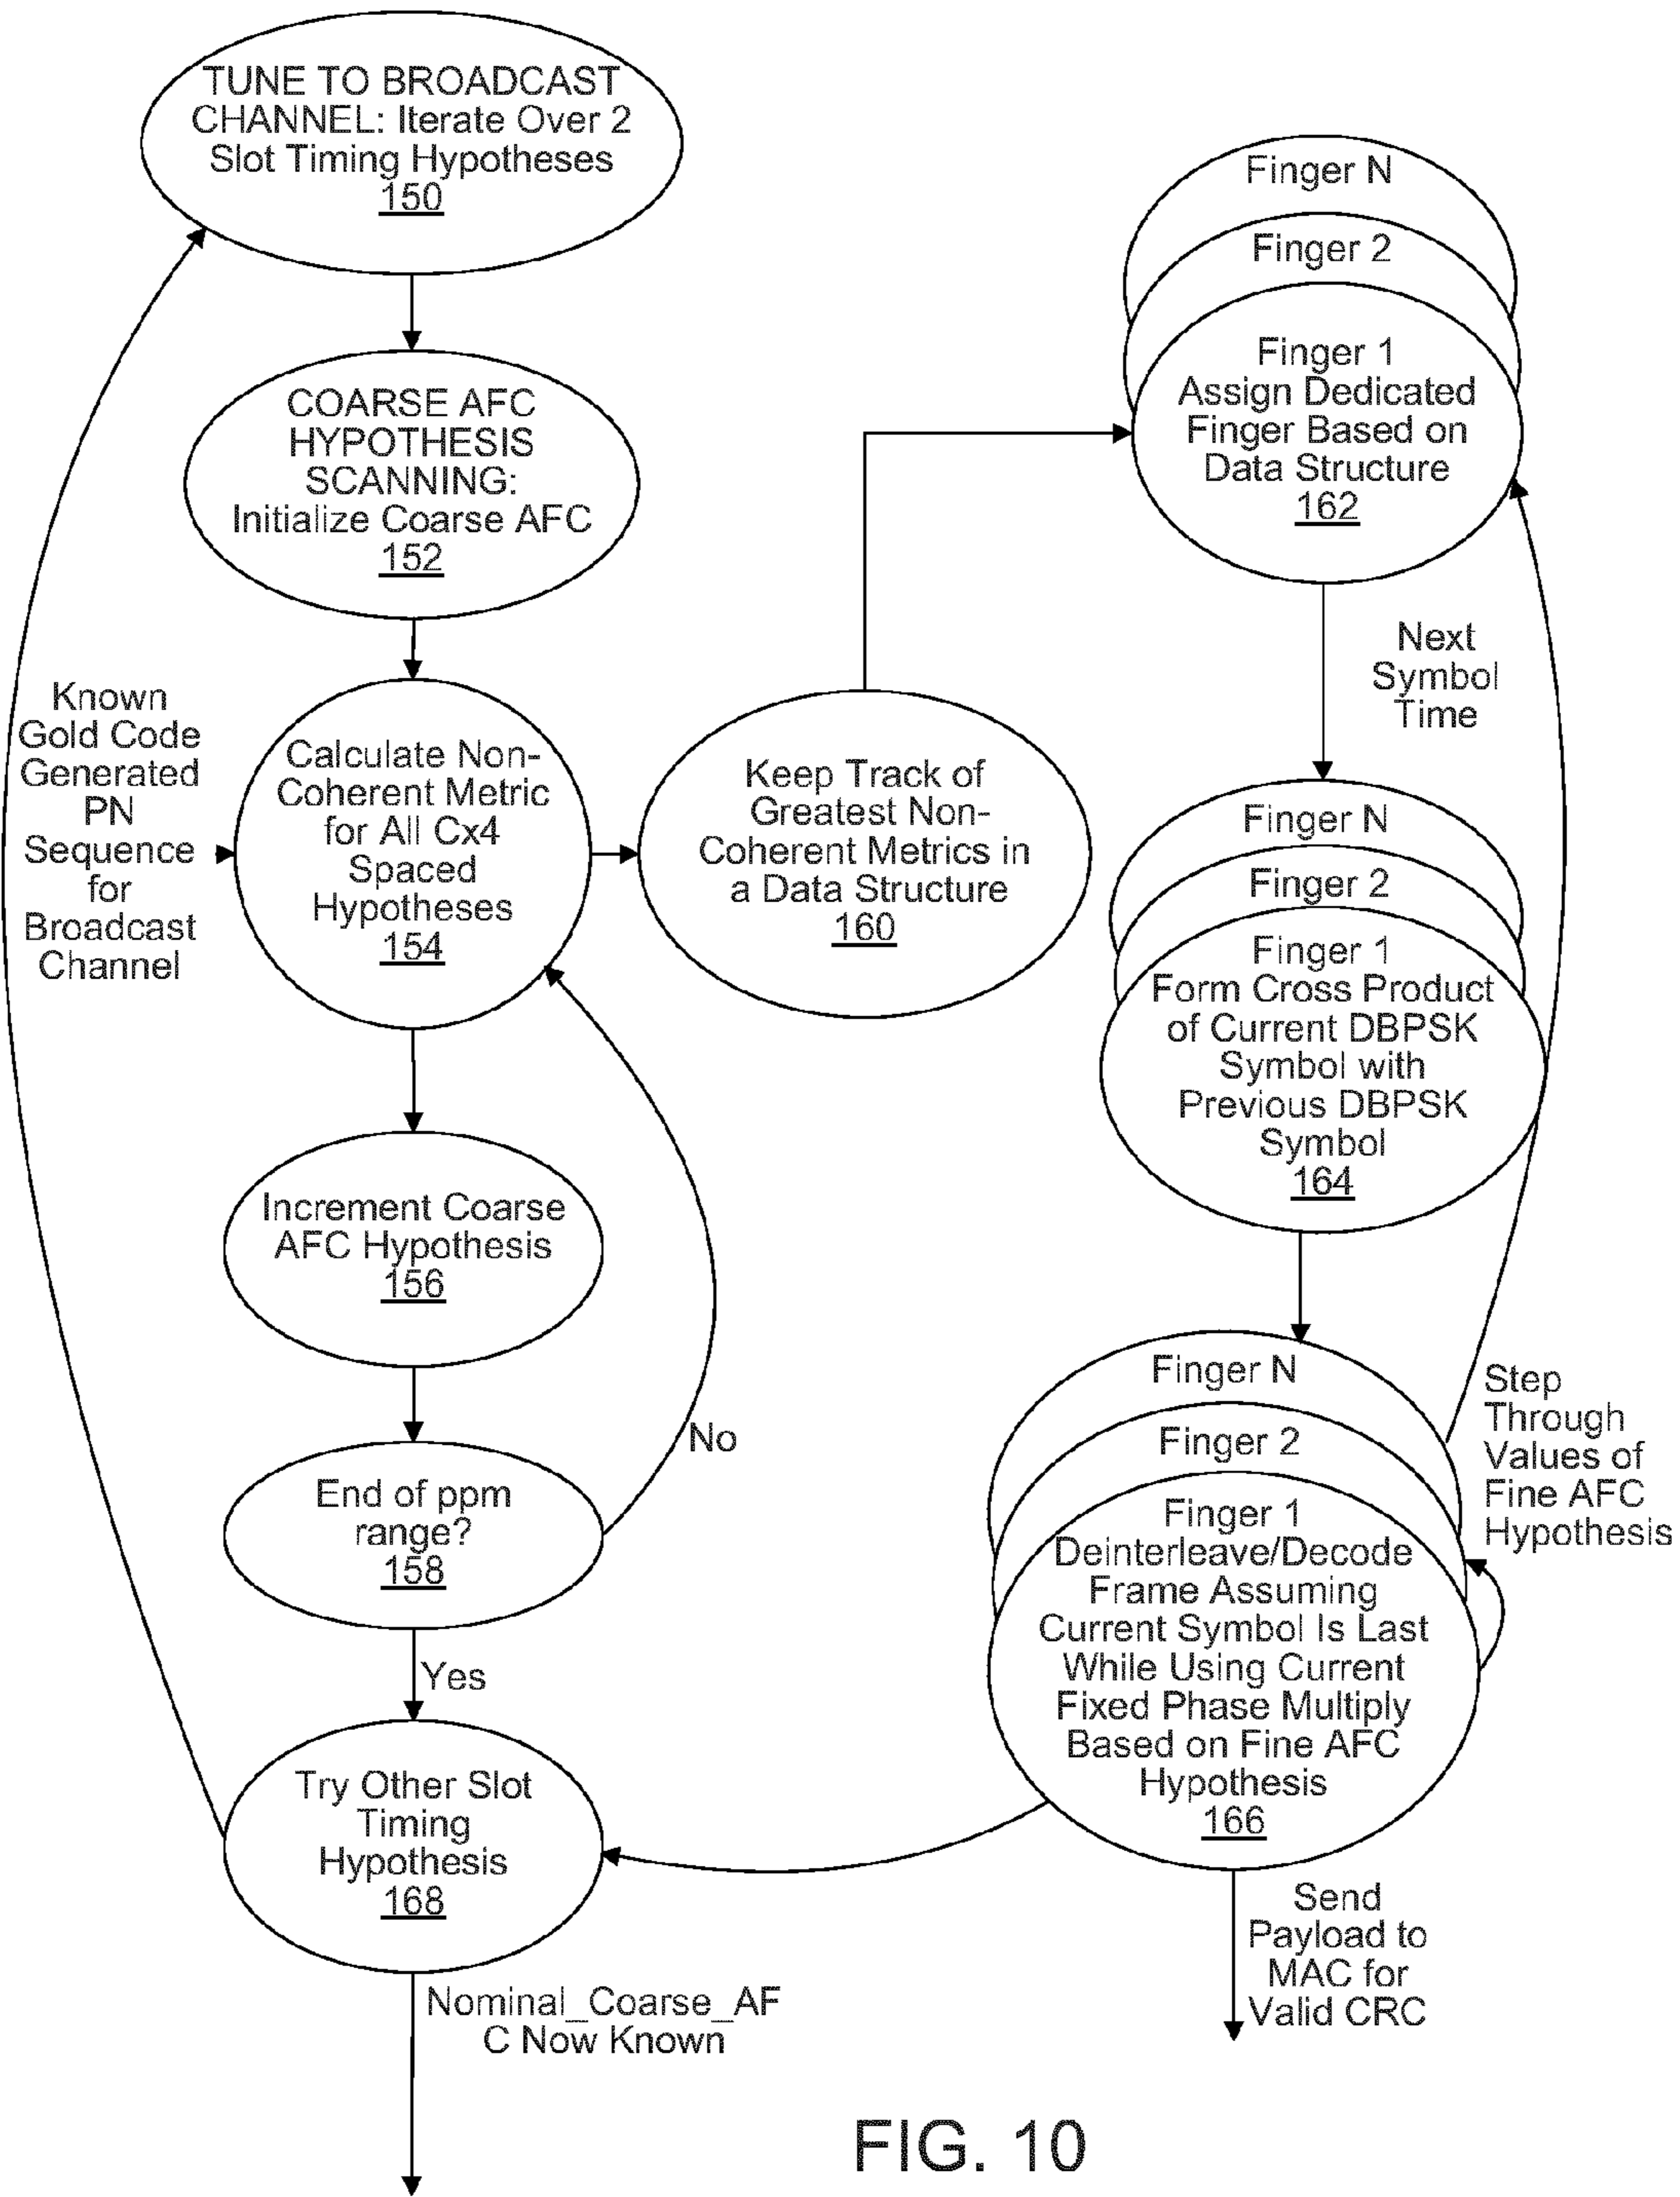 TUNE TO BROADCAST
CHANNEL: Iterate Over 2
Slot Timing Hypotheses
150
COARSE AFC
HYPOTHESIS
SCANNING:
Initialize Coarse AFC
152
Known
Gold Code
Generated
PN
Sequence
for
Broadcast
Channel
Calculate Non-
Coherent Metric
for All Cx4
Spaced
Hypotheses
154
Increment Coarse
AFC Hypothesis
156
End of ppm
range?
158
No
Yes
Try Other Slot
Timing
Hypothesis
168
Nominal_Coarse_AF
C Now Known
Keep Track of
Greatest Non-
Coherent Metrics in
a Data Structure
160
Finger N
Finger 2
Finger 1
Assign Dedicated
Finger Based on
Data Structure
162
Next
Symbol
Time
Finger N
Finger 2
Finger 1
Form Cross Product
of Current DBPSK
Symbol with
Previous DBPSK
Symbol
164
Finger N
Finger 2
Finger 1
Deinterleave/Decode
Frame Assuming
Current Symbol Is Last
While Using Current
Fixed Phase Multiply
Based on Fine AFC
Hypothesis
166
Step
Through
Values of
Fine AFC
Hypothesis
Send
Payload to
MAC for
Valid CRC
FIG. 10